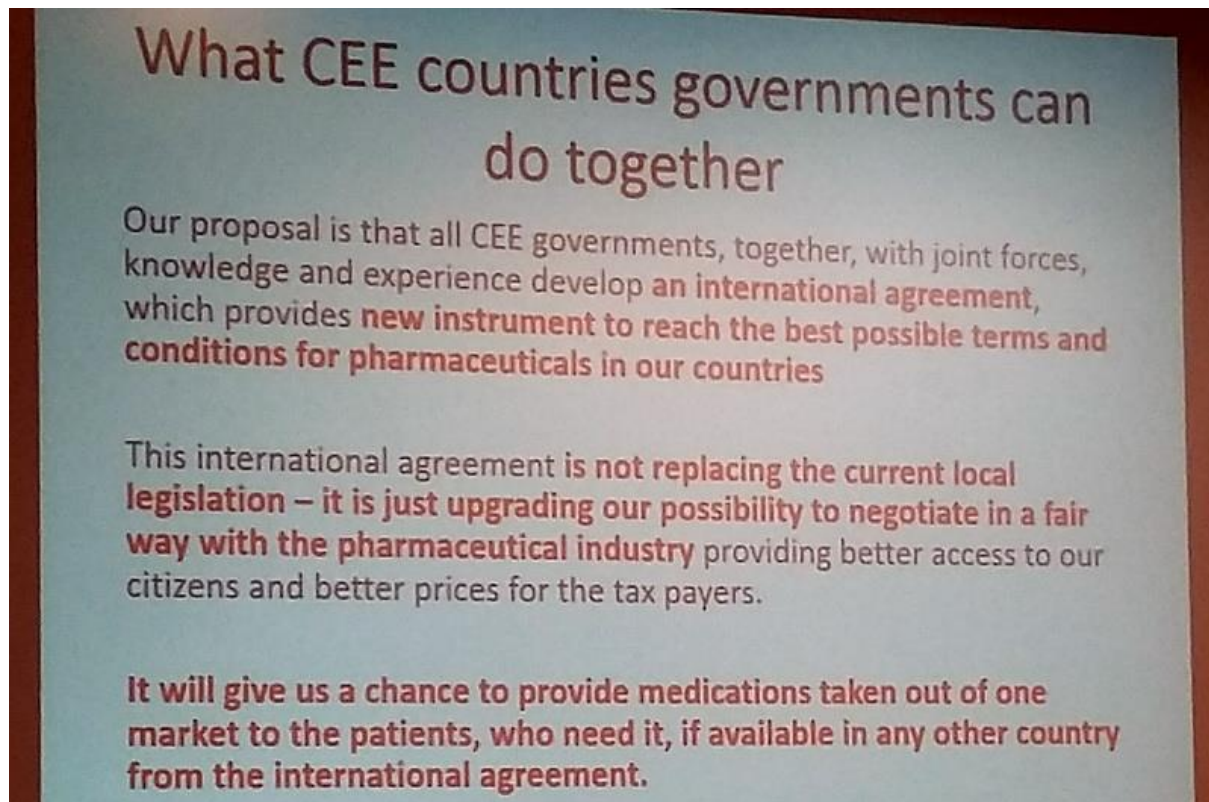 What CEE countries governments can
do together
Our proposal is that all CEE governments, together, with joint forces,
knowledge and experience develop an international agreement,
which provides new instrument to reach the best possible terms and
conditions for pharmaceuticals in our countries
This international agreement is not replacing the current local
legislation – it is just upgrading our possibility to negotiate in a fair
way with the pharmaceutical industry providing better access to our
citizens and better prices for the tax payers.
It will give us a chance to provide medications taken out of one
market to the patients, who need it, if available in any other country
from the international agreement.